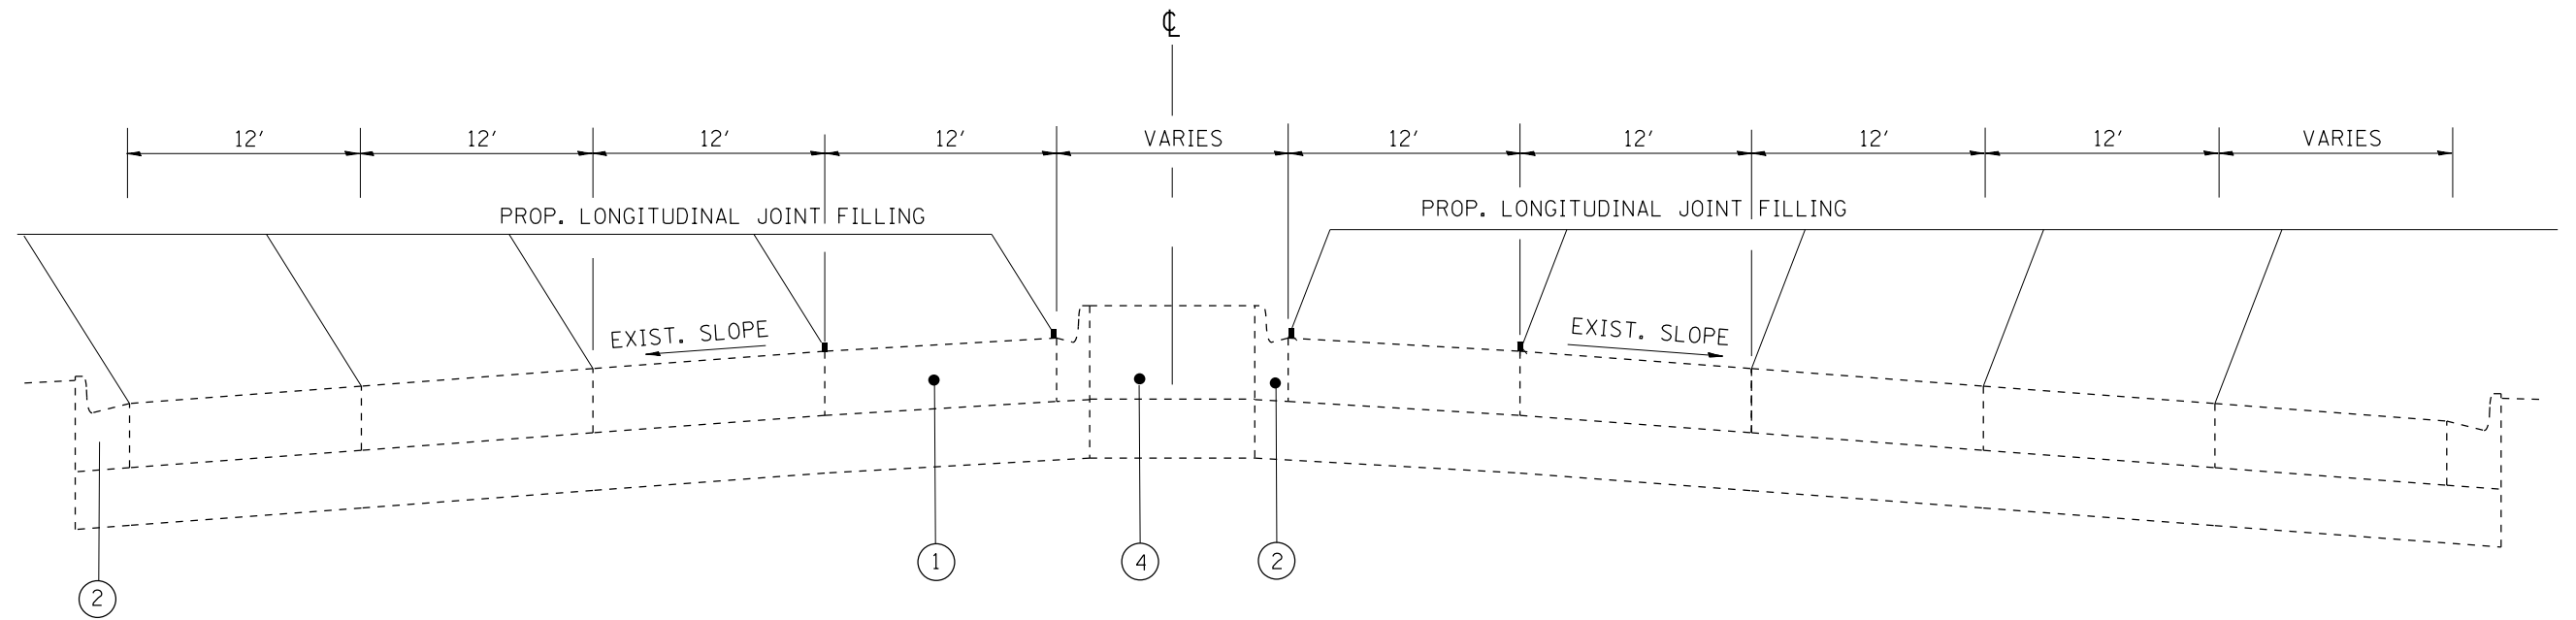 ℄
12' 12' 12' 12' VARIES 12' 12' 12' 12' VARIES
PROP. LONGITUDINAL JOINT FILLING
PROP. LONGITUDINAL JOINT FILLING
EXIST. SLOPE
EXIST. SLOPE
1
4
2
2